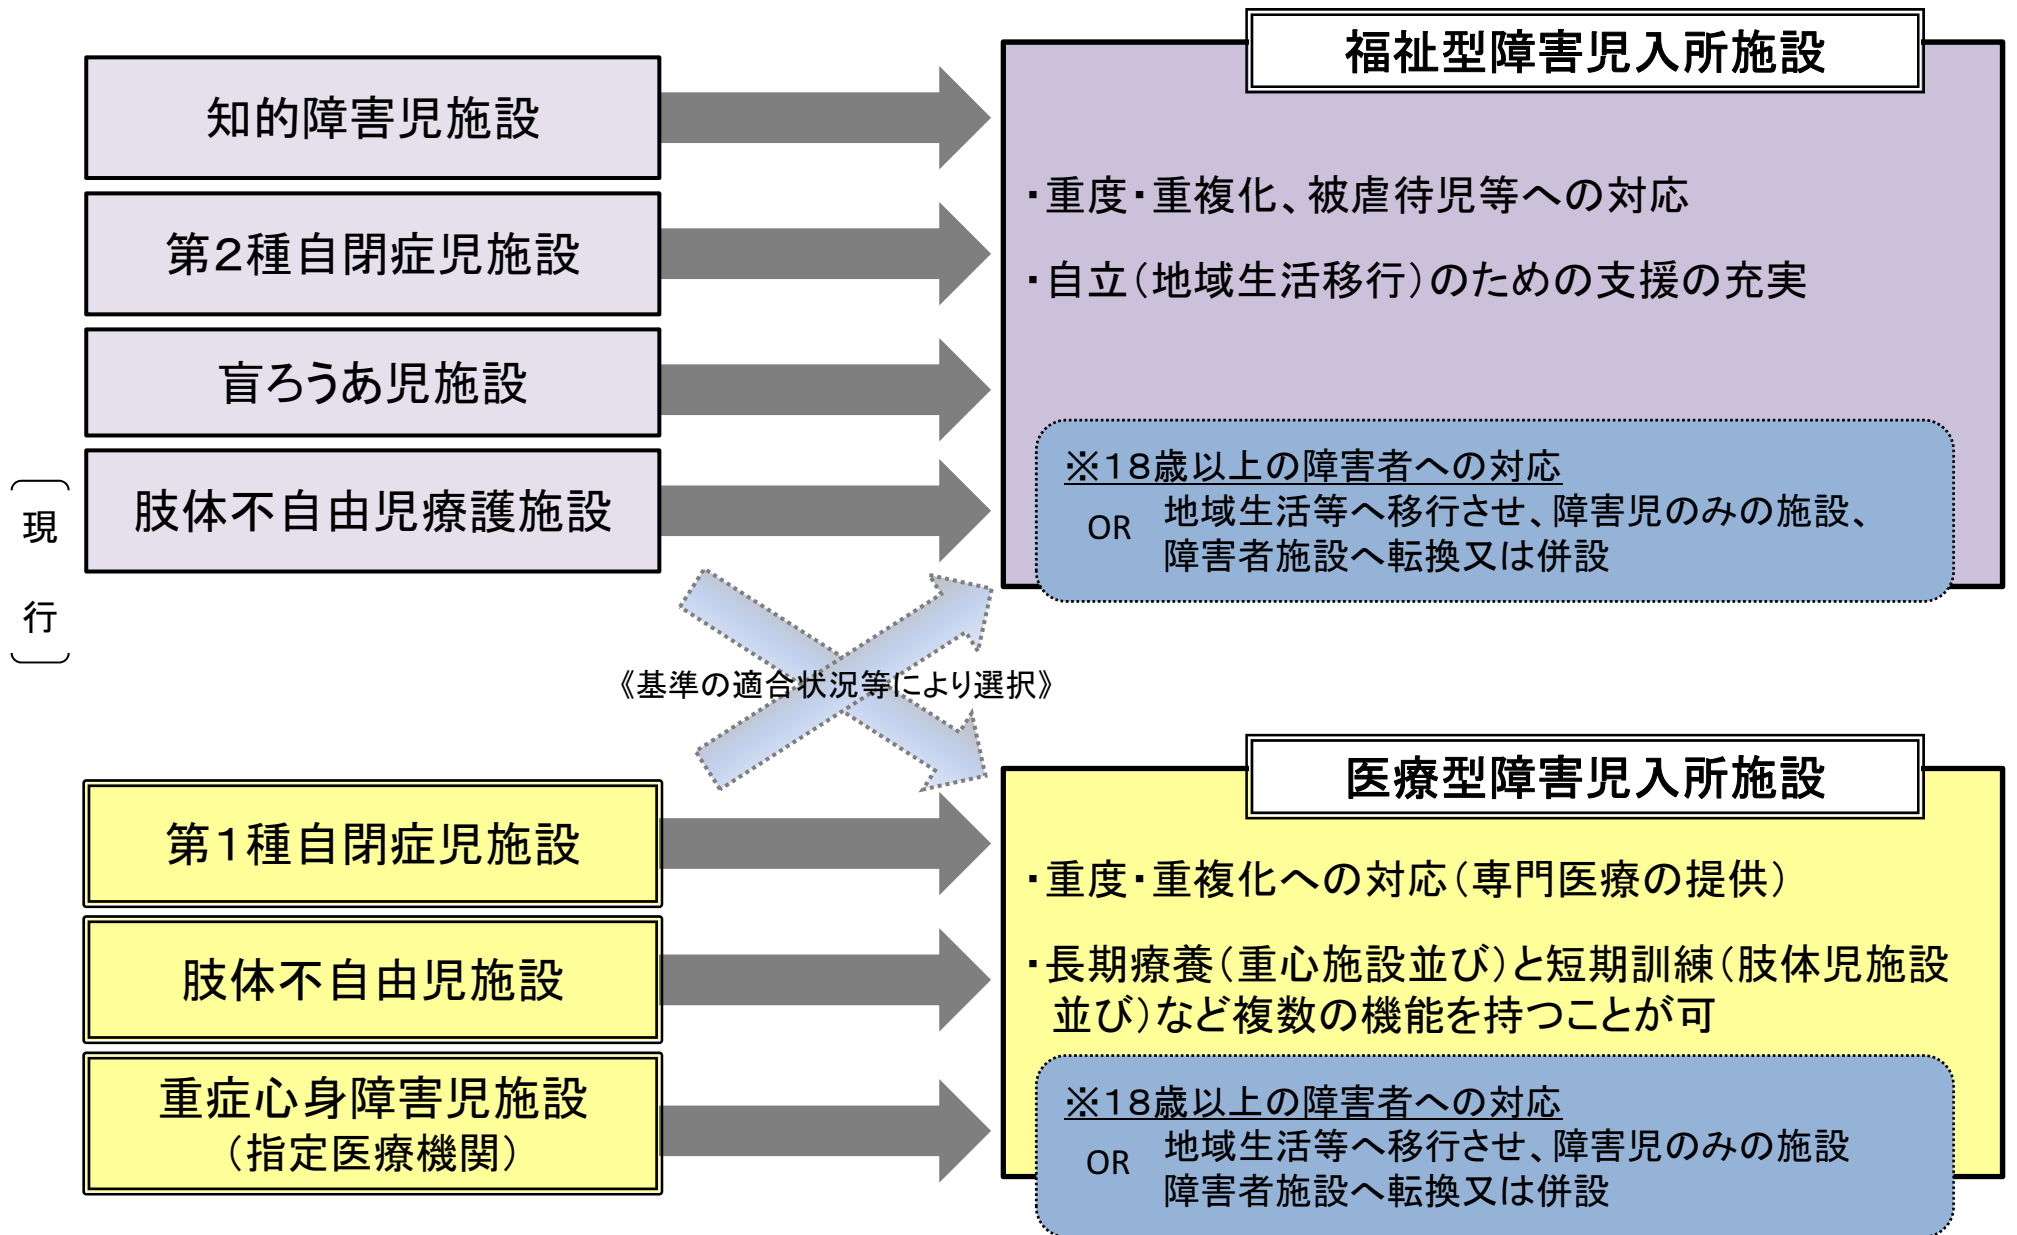 現
行
知的障害児施設
第2種自閉症児施設
盲ろうあ児施設
肢体不自由児療護施設
福祉型障害児入所施設
・重度・重複化、被虐待児等への対応
・自立(地域生活移行)のための支援の充実
※18歳以上の障害者への対応
地域生活等へ移行させ、障害児のみの施設、
OR
障害者施設へ転換又は併設
《基準の適合状況等により選択》
第1種自閉症児施設
肢体不自由児施設
重症心身障害児施設
(指定医療機関)
医療型障害児入所施設
・重度・重複化への対応(専門医療の提供)
・長期療養(重心施設並び)と短期訓練(肢体児施設
並び)など複数の機能を持つことが可
※18歳以上の障害者への対応
地域生活等へ移行させ、障害児のみの施設
OR
障害者施設へ転換又は併設